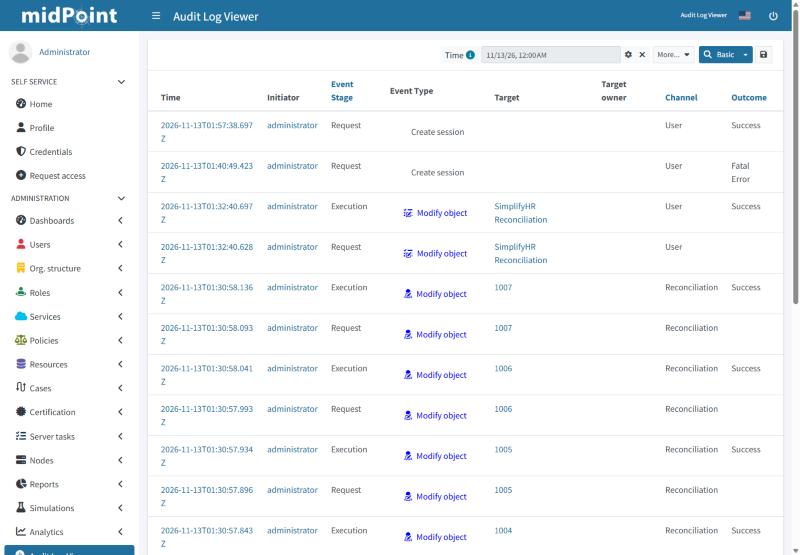 midPoint
Audit Log Viewer
Audit Log Viewer
Administrator
SELF SERVICE
Home
Profile
Credentials
Request access
ADMINISTRATION
Dashboards
Users
Org. structure
Roles
Services
Policies
Resources
Cases
Certification
Server tasks
Nodes
Reports
Simulations
Analytics
Time
11/13/26, 12:00 AM
More...
Basic
Time Initiator Event Stage Event Type Target Target owner Channel Outcome
2026-11-13T01:57:38.697 administrator Request Create session User Success
Z
2026-11-13T01:40:49.423 administrator Request Create session User Fatal
Z Error
2026-11-13T01:32:40.697 administrator Execution Modify object SimplifyHR User Success
Z Reconciliation
2026-11-13T01:32:40.628 administrator Request Modify object SimplifyHR User
Z Reconciliation
2026-11-13T01:30:58.136 administrator Execution Modify object 1007 Reconciliation Success
Z
2026-11-13T01:30:58.093 administrator Request Modify object 1007 Reconciliation
Z
2026-11-13T01:30:58.041 administrator Execution Modify object 1006 Reconciliation Success
Z
2026-11-13T01:30:57.993 administrator Request Modify object 1006 Reconciliation
Z
2026-11-13T01:30:57.934 administrator Execution Modify object 1005 Reconciliation Success
Z
2026-11-13T01:30:57.896 administrator Request Modify object 1005 Reconciliation
Z
2026-11-13T01:30:57.843 administrator Execution Modify object 1004 Reconciliation Success
Z